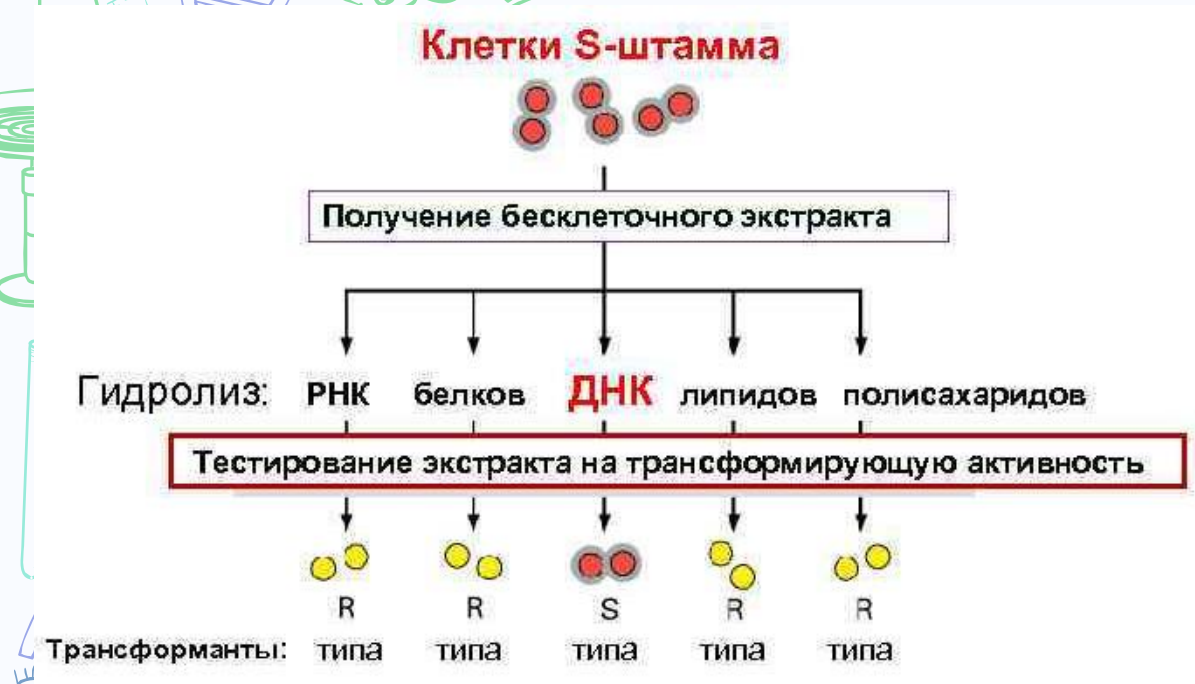 Клетки S-штамма
Получение бесклеточного экстракта
Гидролиз: РНК белков ДНК липидов полисахаридов
Тестирование экстракта на трансформирующую активность
R R S R R
Трансформанты: типа типа типа типа типа